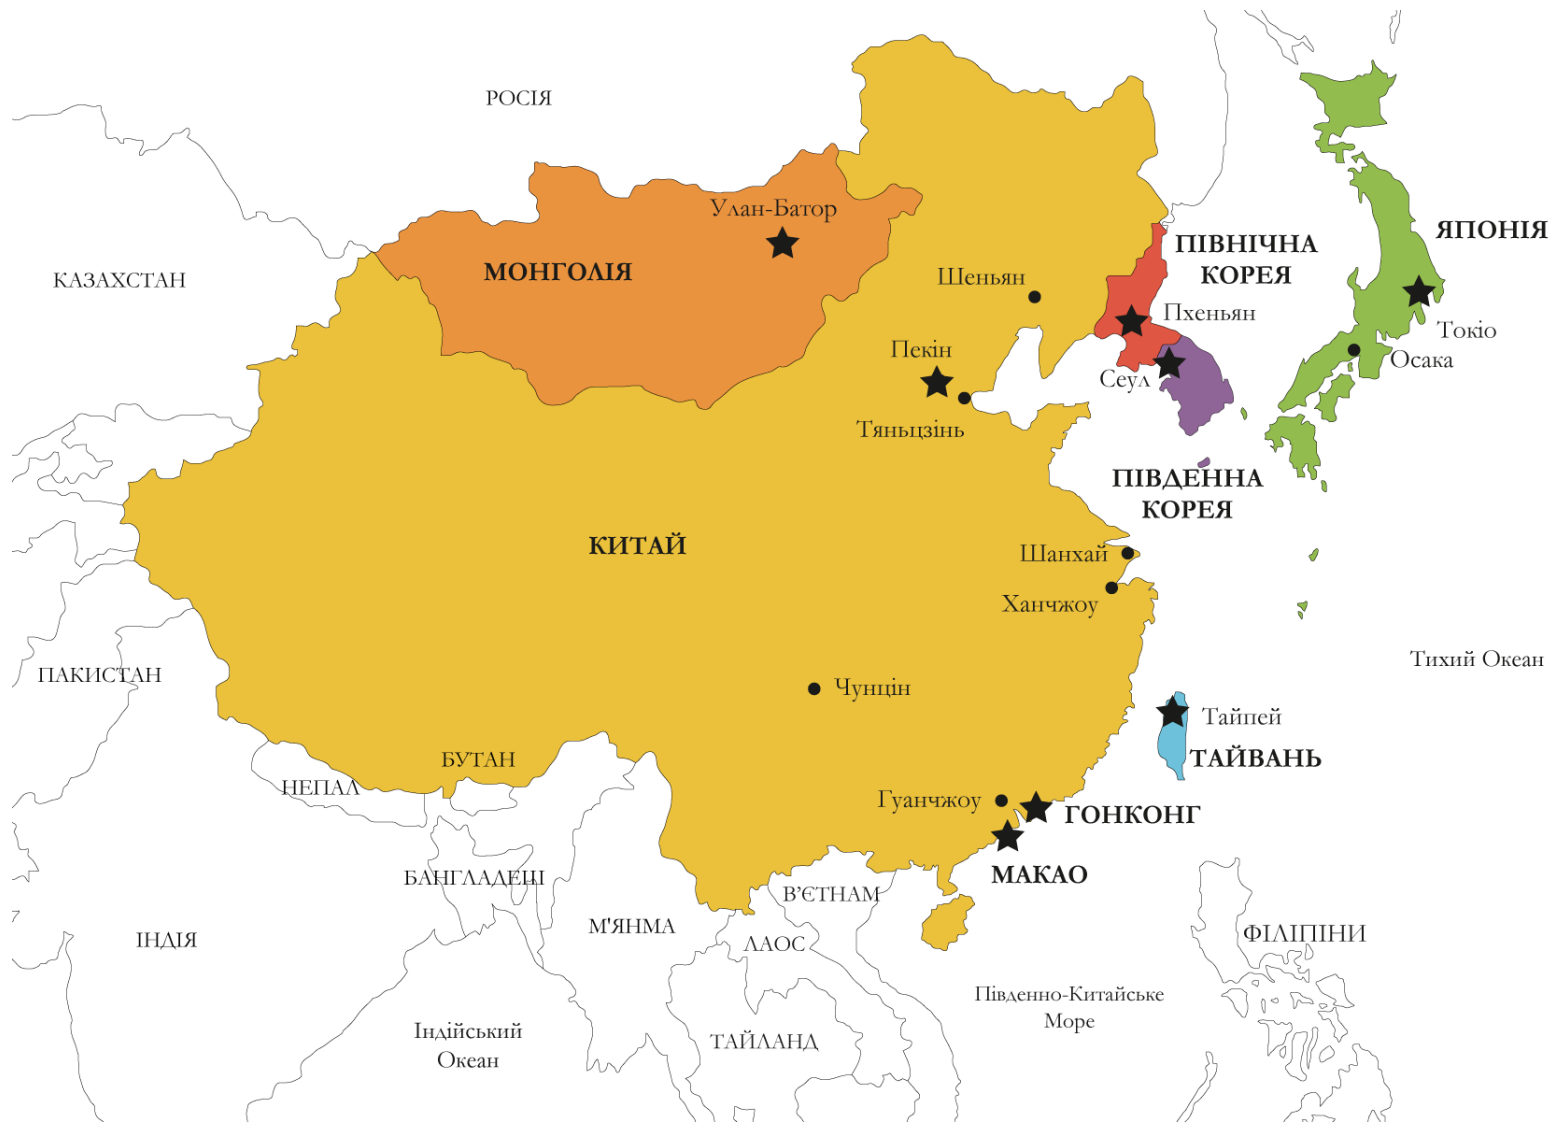 РОСІЯ
Улан-Батор
ЯПОНІЯ
ПІВНІЧНА
КОРЕЯ
МОНГОЛІЯ
КАЗАХСТАН
Шеньян
Пхеньян
Токіо
Пекін
Осака
Сеул
Тяньцзінь
ПІВДЕННА
КОРЕЯ
КИТАЙ
Шанхай
Ханчжоу
Тихий Океан
ПАКИСТАН
Чунцін
Тайпей
ТАЙВАНЬ
БУТАН
НЕПАЛ
Гуанчжоу
ГОНКОНГ
МАКАО
БАНГЛАДЕШ
В'ЄТНАМ
М'ЯНМА
ІНДІЯ
ЛАОС
ФІЛІПІНИ
Південно-Китайське
Море
Індійський
Океан
ТАЙЛАНД